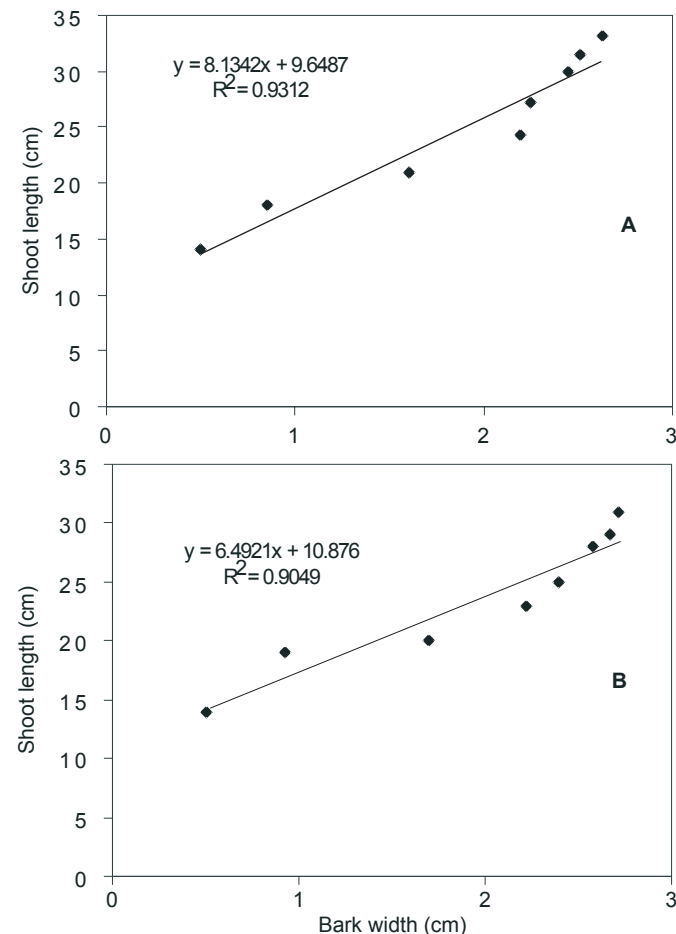 35
y = 8.1342x + 9.6487
R2 = 0.9312
30
25
20
15
10
5
0
Shoot length (cm)
A
0 1 2 3
35
y = 6.4921x + 10.876
R2 = 0.9049
30
25
20
15
10
5
0
Shoot length (cm)
B
0 1 2 3
Bark width (cm)